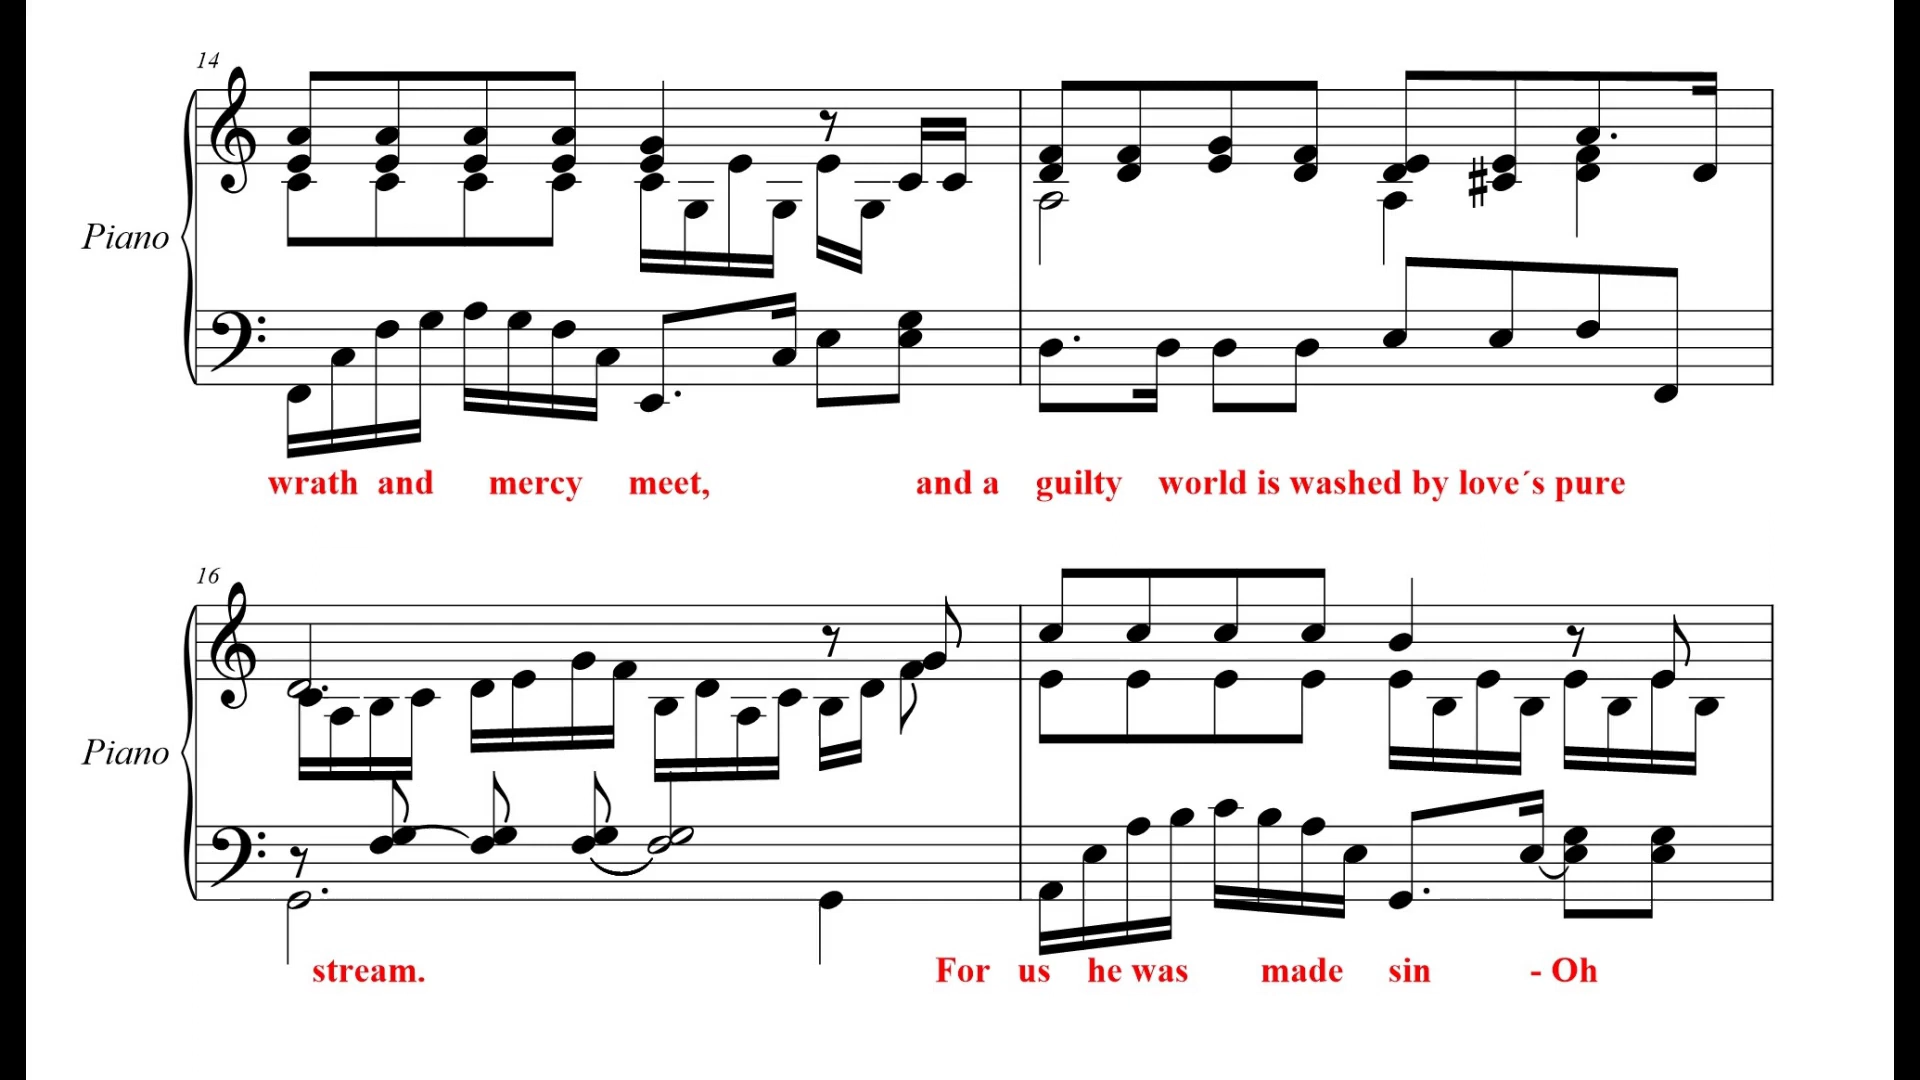 14
Piano
wrath and mercy meet, and a guilty world is washed by love´s pure
16
Piano
stream. For us he was made sin - Oh